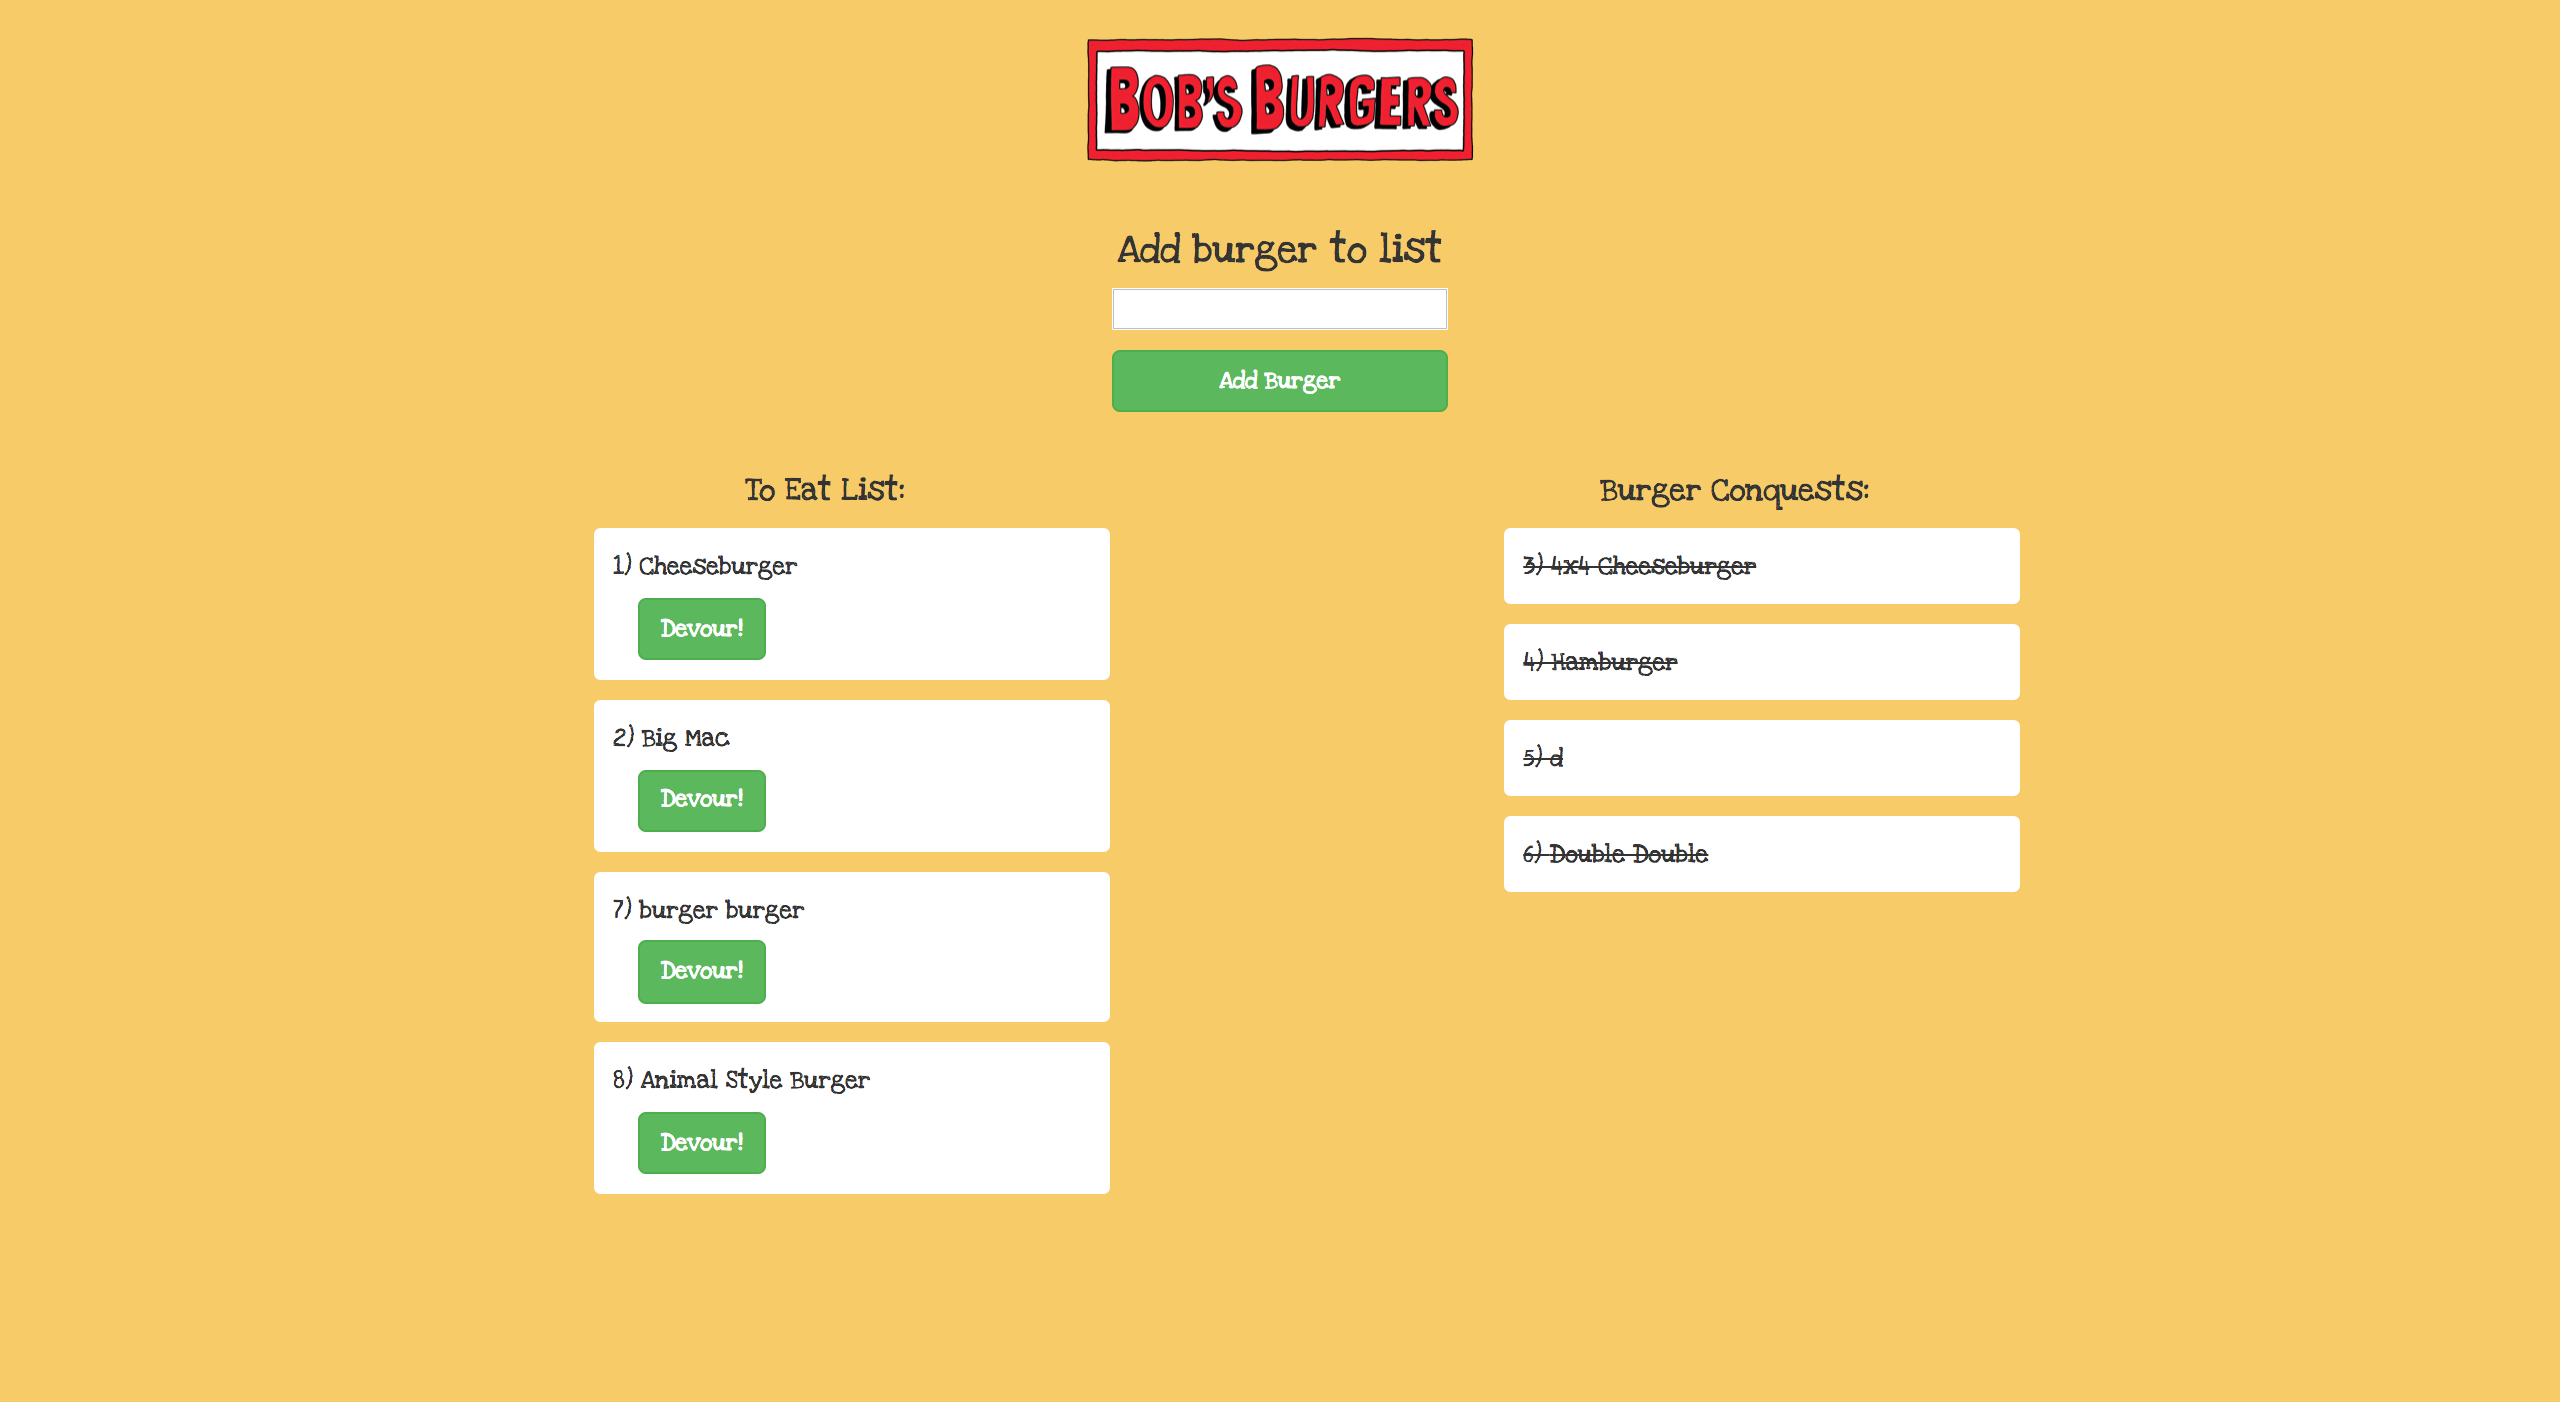 BOB'S BURGERS
Add burger to list
Add Burger
To Eat List:
1) Cheeseburger
Devour!
2) Big Mac
Devour!
7) burger burger
Devour!
8) Animal Style Burger
Devour!
Burger Conquests:
3) 4x4 Cheeseburger
4) Hamburger
5) d
6) Double Double